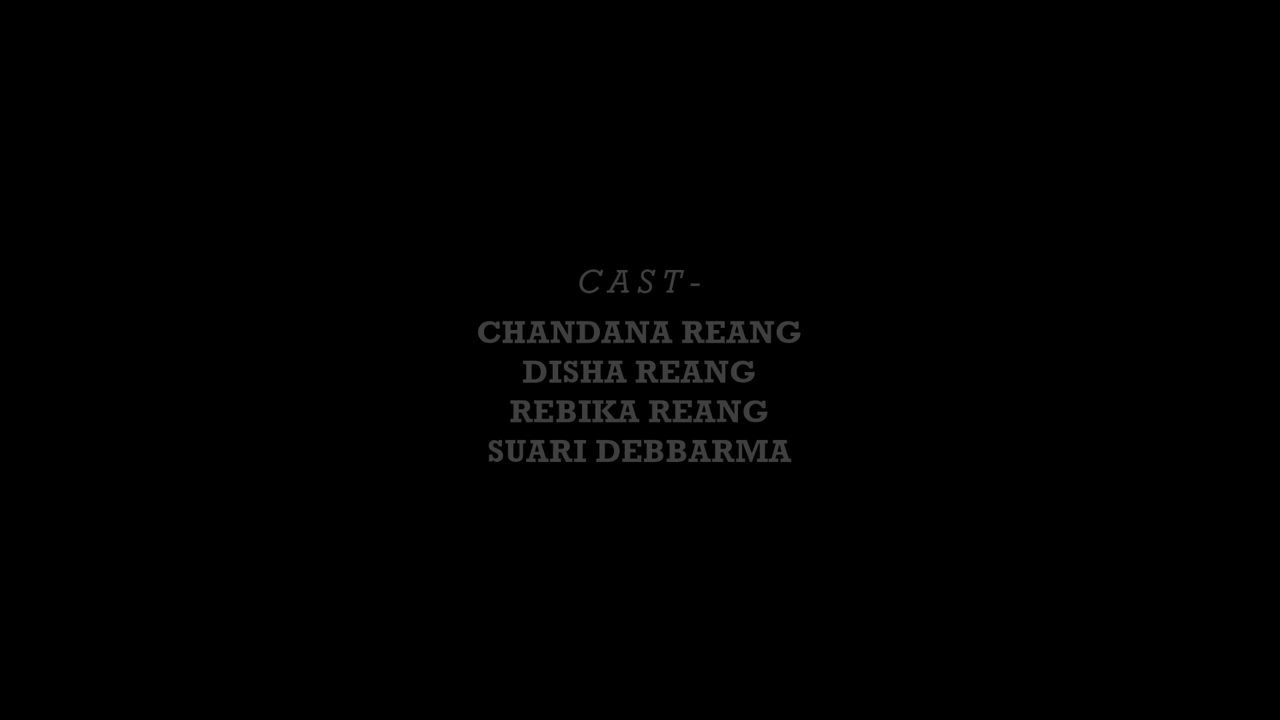 CAST-
CHANDANA REANG
DISHA REANG
REBIKA REANG
SUARI DEBBARMA